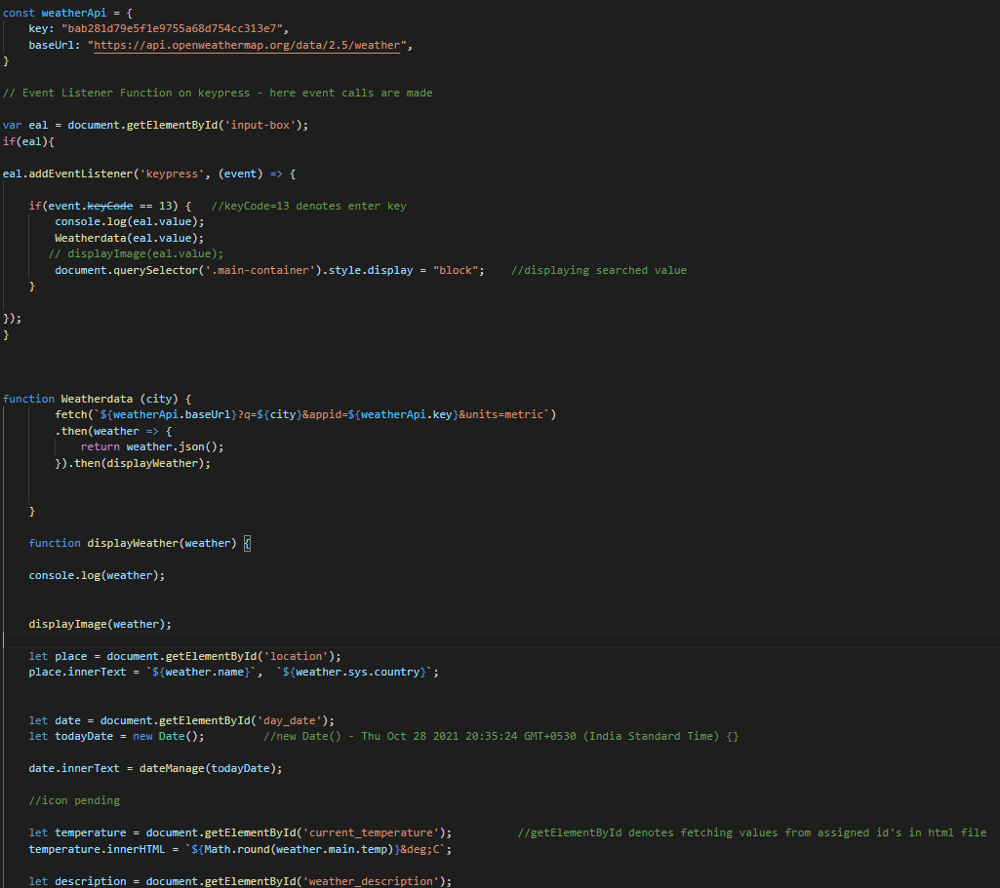 const weatherApi = {
key: "bab281d79e5f1e9755a68d754cc313e7",
baseUrl: "https://api.openweathermap.org/data/2.5/weather",
}
// Event Listener Function on keypress - here event calls are made
var eal = document.getElementById('input-box');
if(eal){
eal.addEventListener('keypress', (event) => {
if(event.keyCode == 13) {   //keyCode=13 denotes enter key
console.log(eal.value);
Weatherdata(eal.value);
// displayImage(eal.value);
document.querySelector('.main-container').style.display = "block";    //displaying searched value
}
});
}
function Weatherdata (city) {
fetch(`${weatherApi.baseUrl}?q=${city}&appid=${weatherApi.key}&units=metric`)
.then(weather => {
return weather.json();
}).then(displayWeather);
}
function displayWeather(weather) {
console.log(weather);
displayImage(weather);
let place = document.getElementById('location');
place.innerText = `${weather.name}`,  `${weather.sys.country}`;
let date = document.getElementById('day_date');
let todayDate = new Date();         //new Date() - Thu Oct 28 2021 20:35:24 GMT+0530 (India Standard Time) {}
date.innerText = dateManage(todayDate);
//icon pending
let temperature = document.getElementById('current_temperature');          //getElementById denotes fetching values from assigned id's in html file
temperature.innerHTML = `${Math.round(weather.main.temp)}&deg;C`;
let description = document.getElementById('weather_description');